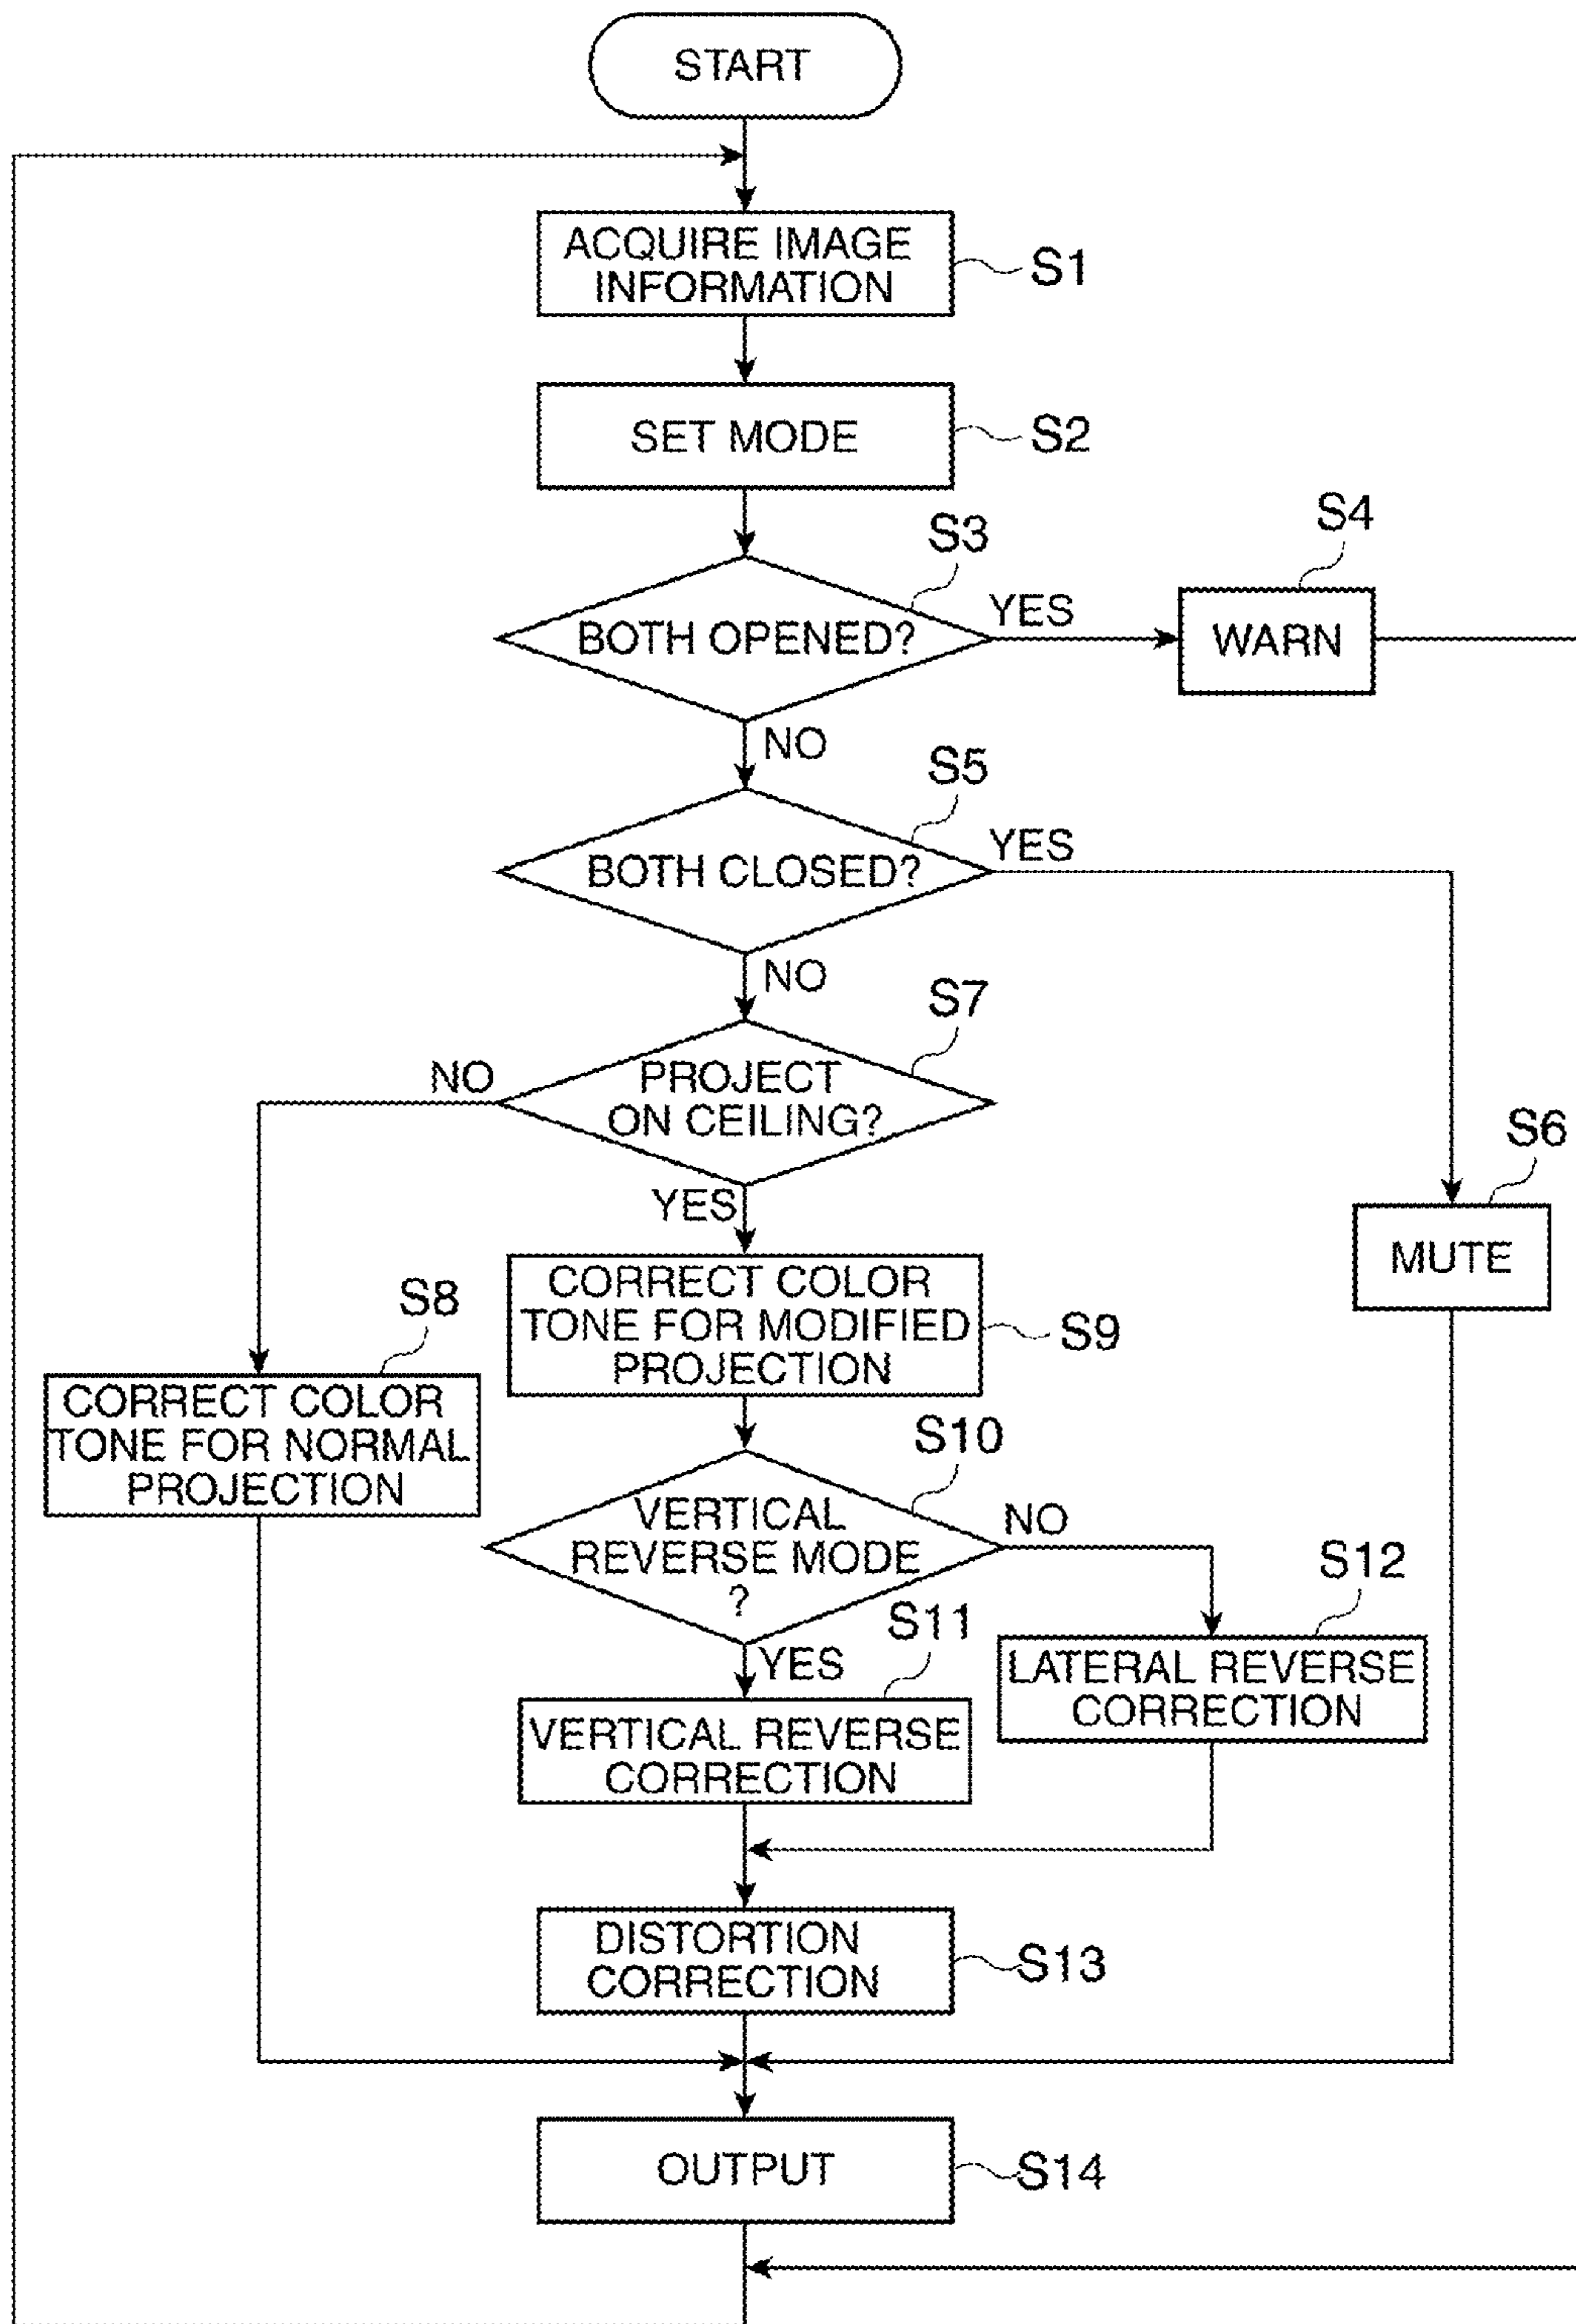 START
ACQUIRE IMAGE
INFORMATION
S1
SET MODE
S2
S3
BOTH OPENED?
YES
S4
WARN
NO
S5
BOTH CLOSED?
YES
NO
S7
PROJECT
ON CEILING?
NO
YES
S6
MUTE
S8
CORRECT COLOR
TONE FOR NORMAL
PROJECTION
CORRECT COLOR
TONE FOR MODIFIED
PROJECTION
S9
S10
VERTICAL
REVERSE MODE
?
NO
YES
S11
VERTICAL REVERSE
CORRECTION
S12
LATERAL REVERSE
CORRECTION
DISTORTION
CORRECTION
S13
OUTPUT
S14